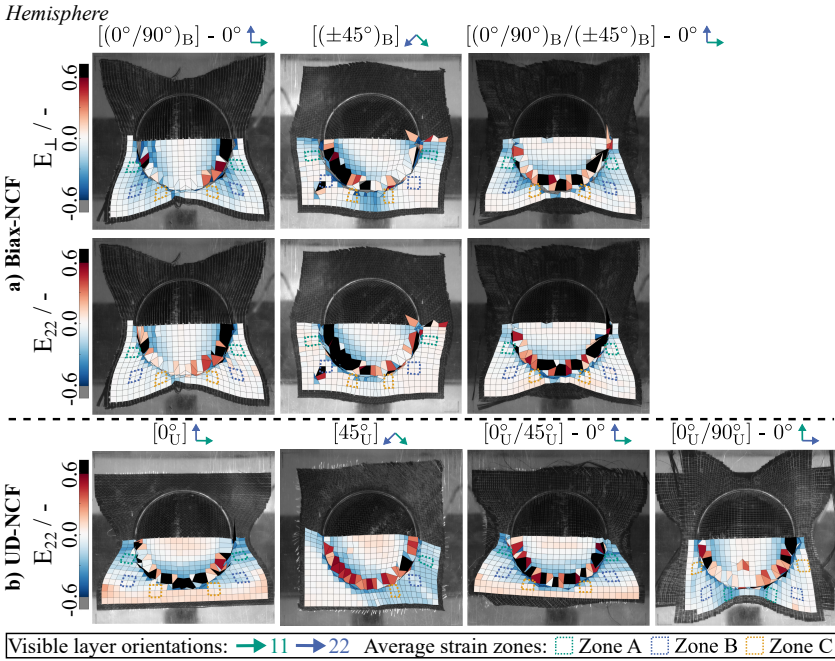 Hemisphere
[(0°/90°)B] - 0° [(±45°)B] [(0°/90°)B/(±45°)B] - 0°
a) Biax-NCF
E⊥ / -
0.6
0.0
-0.6
E22 / -
0.6
0.0
-0.6
[0°U] [45°U] [0°U/45°U] - 0° [0°U/90°U] - 0°
b) UD-NCF
E22 / -
0.6
0.0
-0.6
Visible layer orientations: 11 22 Average strain zones: Zone A Zone B Zone C